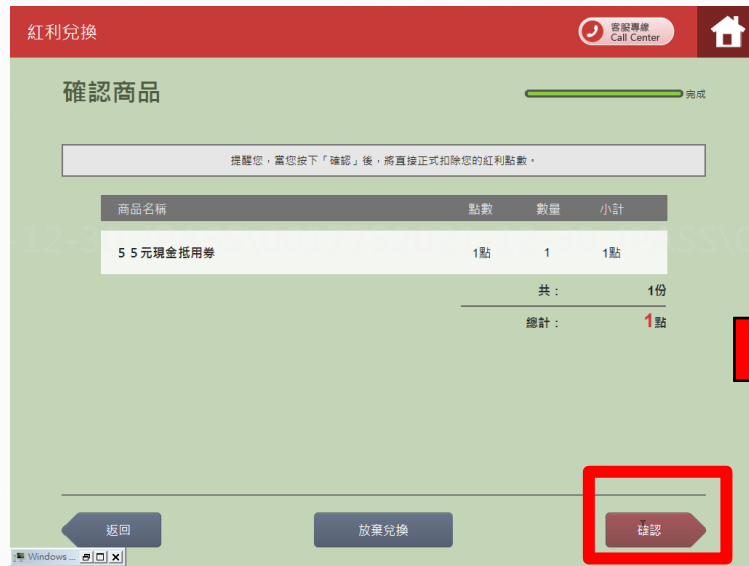 紅利兌換
客服專線
Call Center
確認商品
完成
提醒您，當您按下「確認」後，將直接正式扣除您的紅利點數。
商品名稱 點數 數量 小計
５５元現金抵用券 1點 1 1點
共： 1份
總計： 1點
返回 放棄兌換 確認
Windows ...